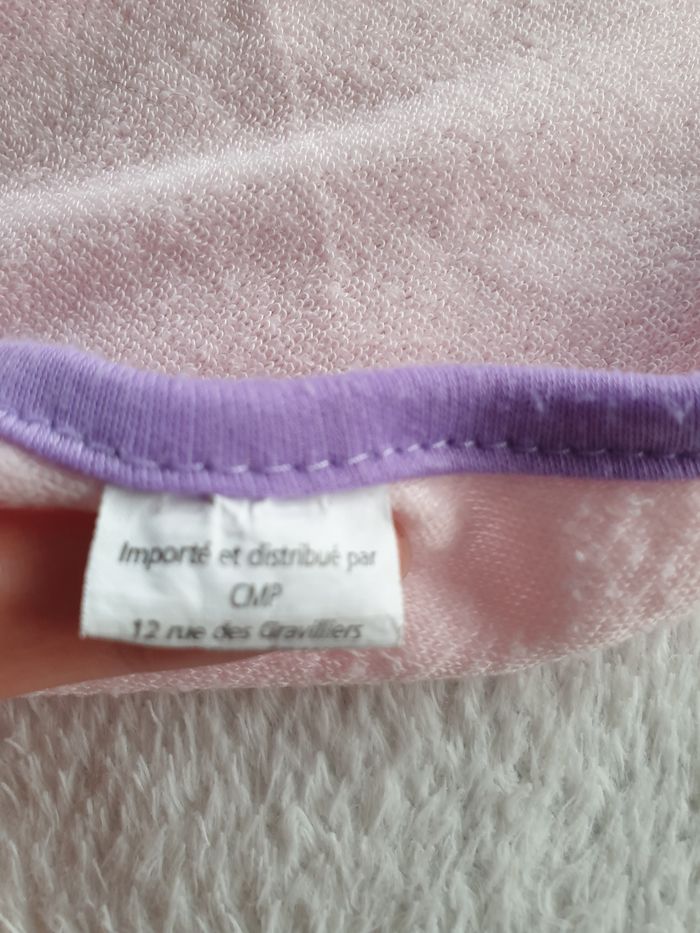 Importé et distribué par
CMP
12 rue des Gravilliers